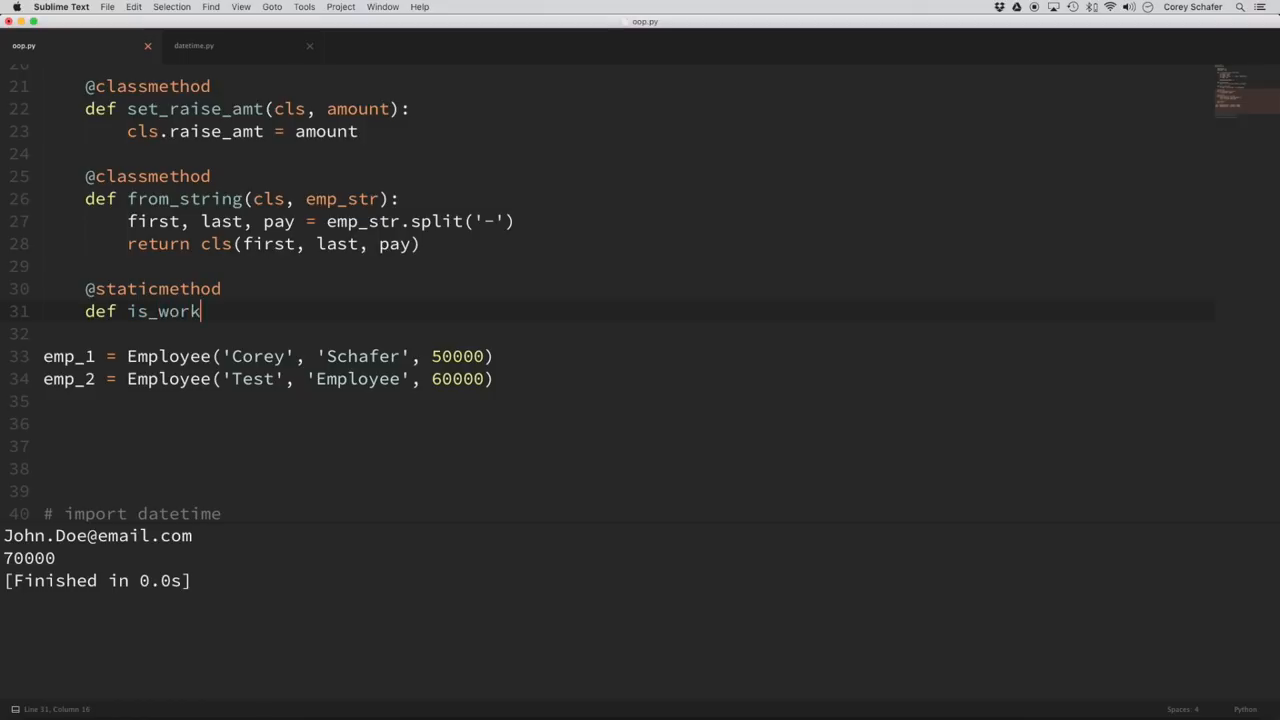 Sublime Text File Edit Selection Find View Goto Tools Project Window Help Corey Schafer
oop.py
oop.py datetime.py
20
21 @classmethod
22 def set_raise_amt(cls, amount):
23 cls.raise_amt = amount
24
25 @classmethod
26 def from_string(cls, emp_str):
27 first, last, pay = emp_str.split('-')
28 return cls(first, last, pay)
29
30 @staticmethod
31 def is_work
32
33 emp_1 = Employee('Corey', 'Schafer', 50000)
34 emp_2 = Employee('Test', 'Employee', 60000)
35
36
37
38
39
40 # import datetime
John.Doe@email.com
70000
[Finished in 0.0s]
Line 31, Column 16 Spaces: 4 Python